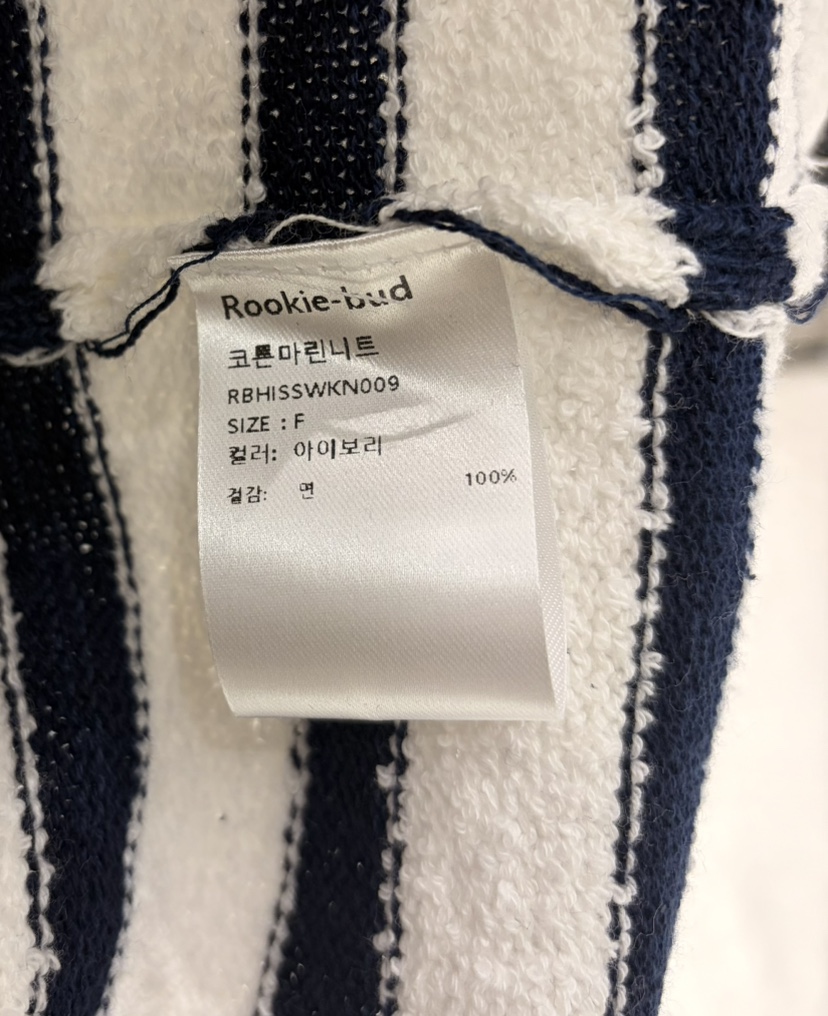 Rookie-bud
코튼마린니트
RBHISSWKN009
SIZE : F
컬러: 아이보리
겉감: 면 100%